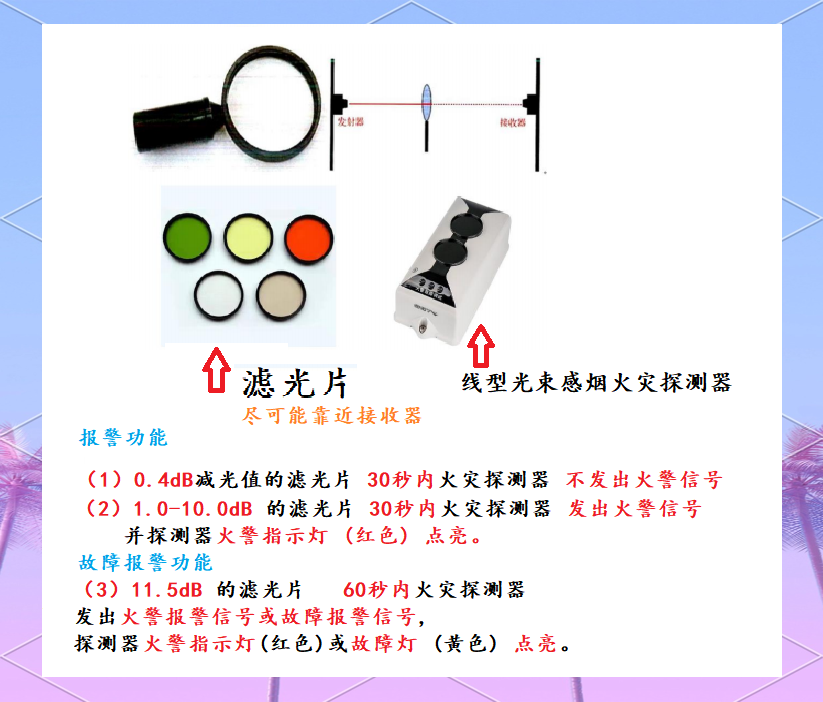 发射器
接收器
滤光片
线型光束感烟火灾探测器
尽可能靠近接收器
报警功能
（1）0.4dB减光值的滤光片 30秒内火灾探测器 不发出火警信号
（2）1.0-10.0dB 的滤光片 30秒内火灾探测器 发出火警信号
并探测器火警指示灯 (红色) 点亮。
故障报警功能
（3）11.5dB 的滤光片 60秒内火灾探测器
发出火警报警信号或故障报警信号，
探测器火警指示灯(红色)或故障灯 (黄色) 点亮。